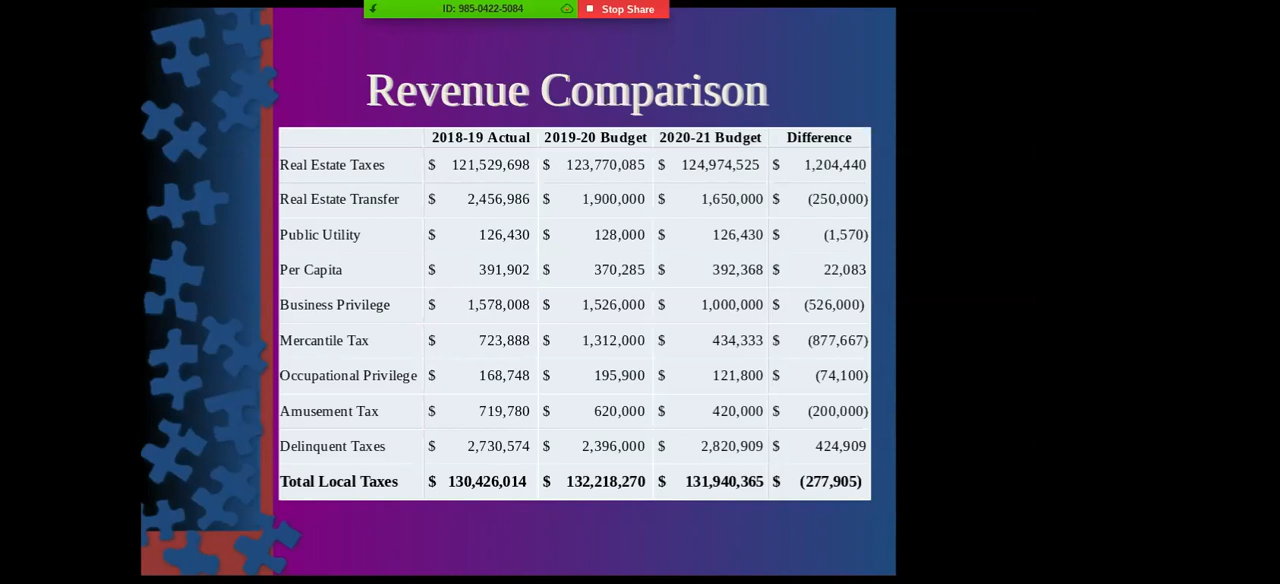 ID: 985-0422-5084 Stop Share
Revenue Comparison
2018-19 Actual 2019-20 Budget 2020-21 Budget Difference
Real Estate Taxes $ 121,529,698 $ 123,770,085 $ 124,974,525 $ 1,204,440
Real Estate Transfer $ 2,456,986 $ 1,900,000 $ 1,650,000 $ (250,000)
Public Utility $ 126,430 $ 128,000 $ 126,430 $ (1,570)
Per Capita $ 391,902 $ 370,285 $ 392,368 $ 22,083
Business Privilege $ 1,578,008 $ 1,526,000 $ 1,000,000 $ (526,000)
Mercantile Tax $ 723,888 $ 1,312,000 $ 434,333 $ (877,667)
Occupational Privilege $ 168,748 $ 195,900 $ 121,800 $ (74,100)
Amusement Tax $ 719,780 $ 620,000 $ 420,000 $ (200,000)
Delinquent Taxes $ 2,730,574 $ 2,396,000 $ 2,820,909 $ 424,909
Total Local Taxes $ 130,426,014 $ 132,218,270 $ 131,940,365 $ (277,905)